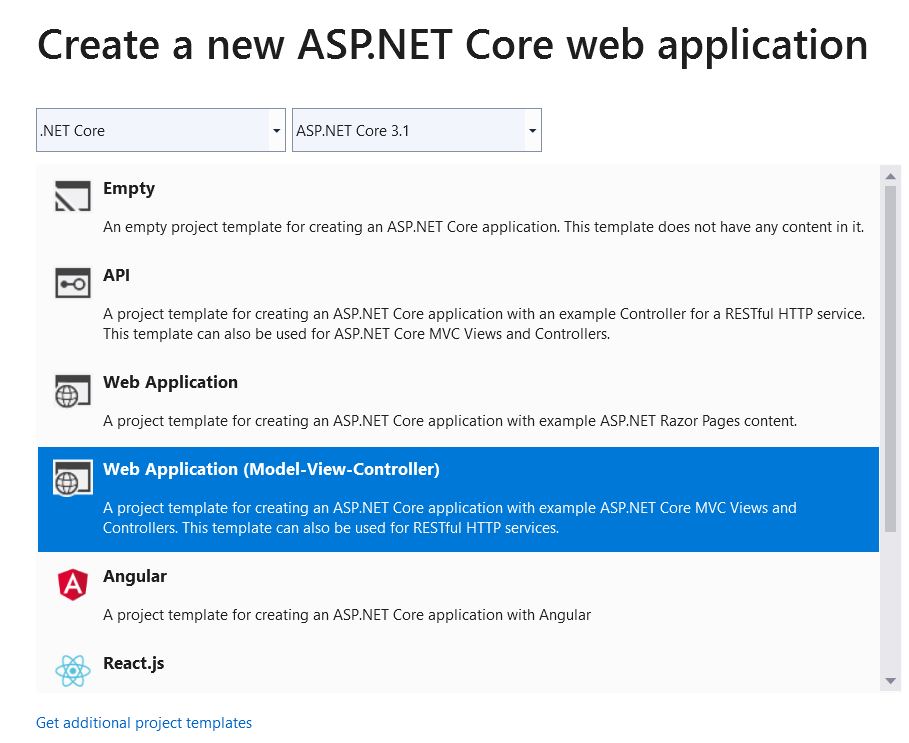 Create a new ASP.NET Core web application
.NET Core
ASP.NET Core 3.1
Empty
An empty project template for creating an ASP.NET Core application. This template does not have any content in it.
API
A project template for creating an ASP.NET Core application with an example Controller for a RESTful HTTP service.
This template can also be used for ASP.NET Core MVC Views and Controllers.
Web Application
A project template for creating an ASP.NET Core application with example ASP.NET Razor Pages content.
Web Application (Model-View-Controller)
A project template for creating an ASP.NET Core application with example ASP.NET Core MVC Views and
Controllers. This template can also be used for RESTful HTTP services.
Angular
A project template for creating an ASP.NET Core application with Angular
React.js
Get additional project templates